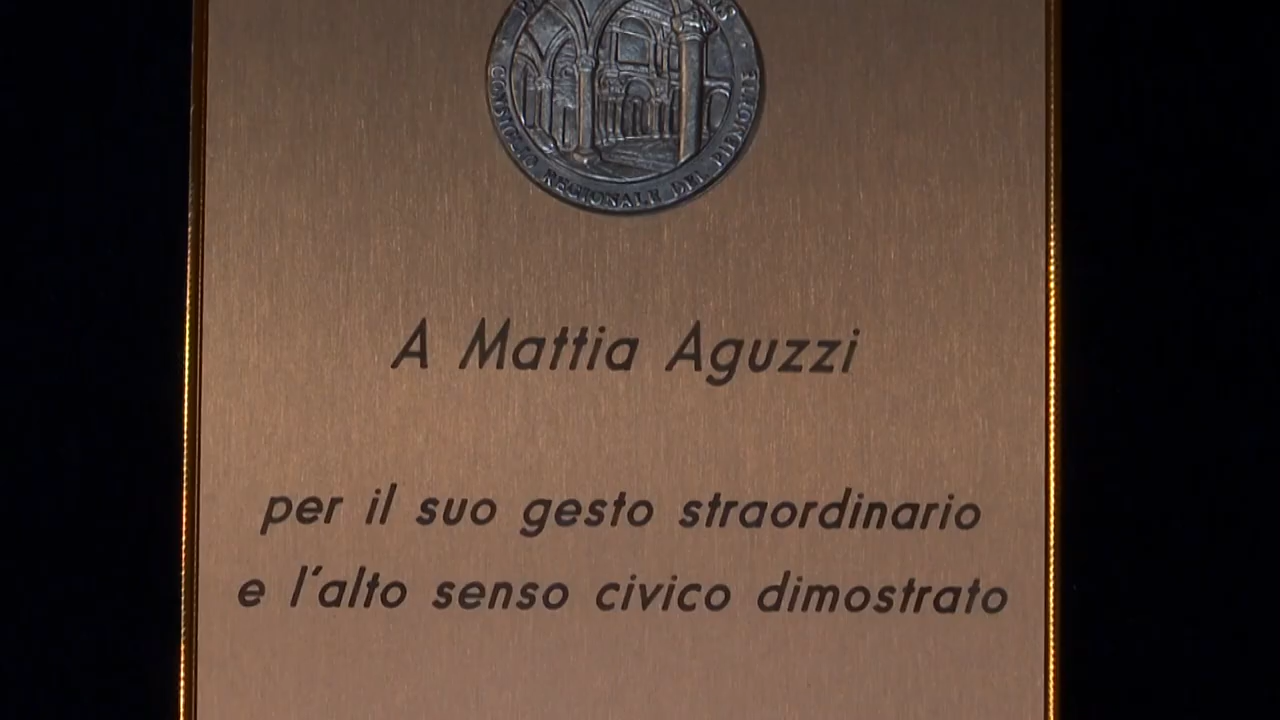 CONSIGLIO REGIONALE DEL PIEMONTE
A Mattia Aguzzi
per il suo gesto straordinario
e l'alto senso civico dimostrato